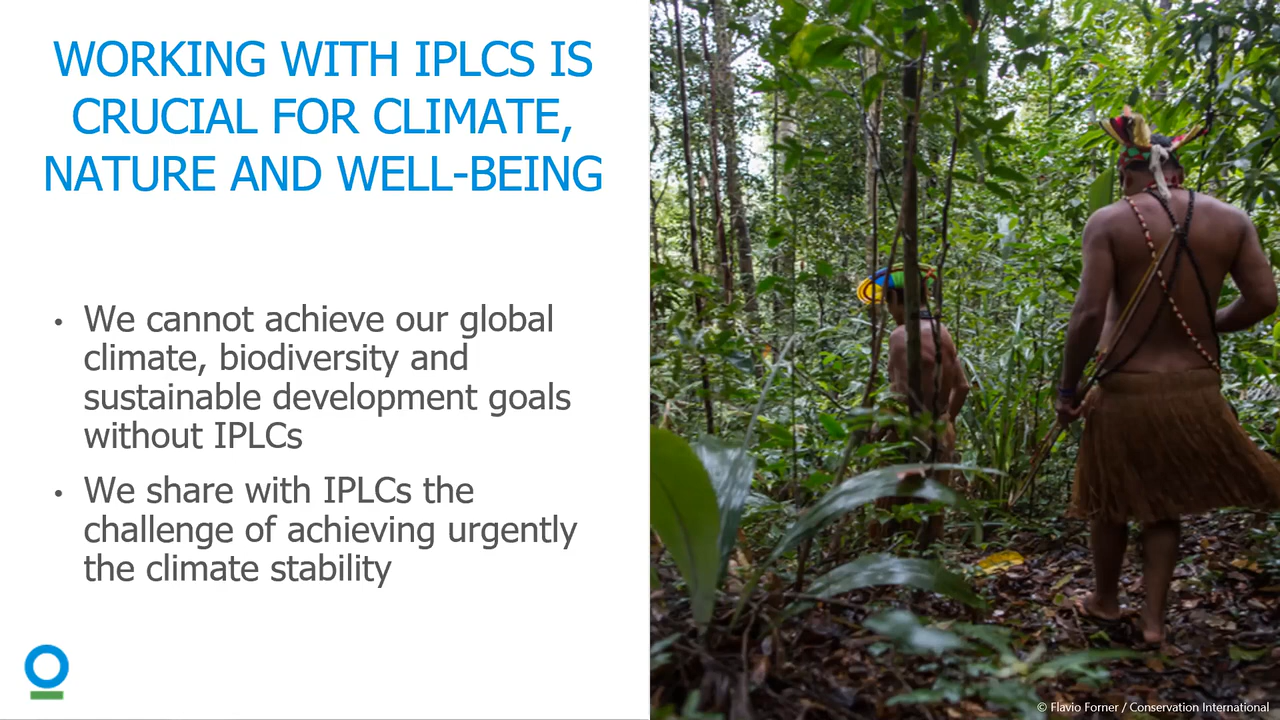 WORKING WITH IPLCS IS
CRUCIAL FOR CLIMATE,
NATURE AND WELL-BEING
• We cannot achieve our global
climate, biodiversity and
sustainable development goals
without IPLCs
• We share with IPLCs the
challenge of achieving urgently
the climate stability
© Flavio Forner / Conservation International